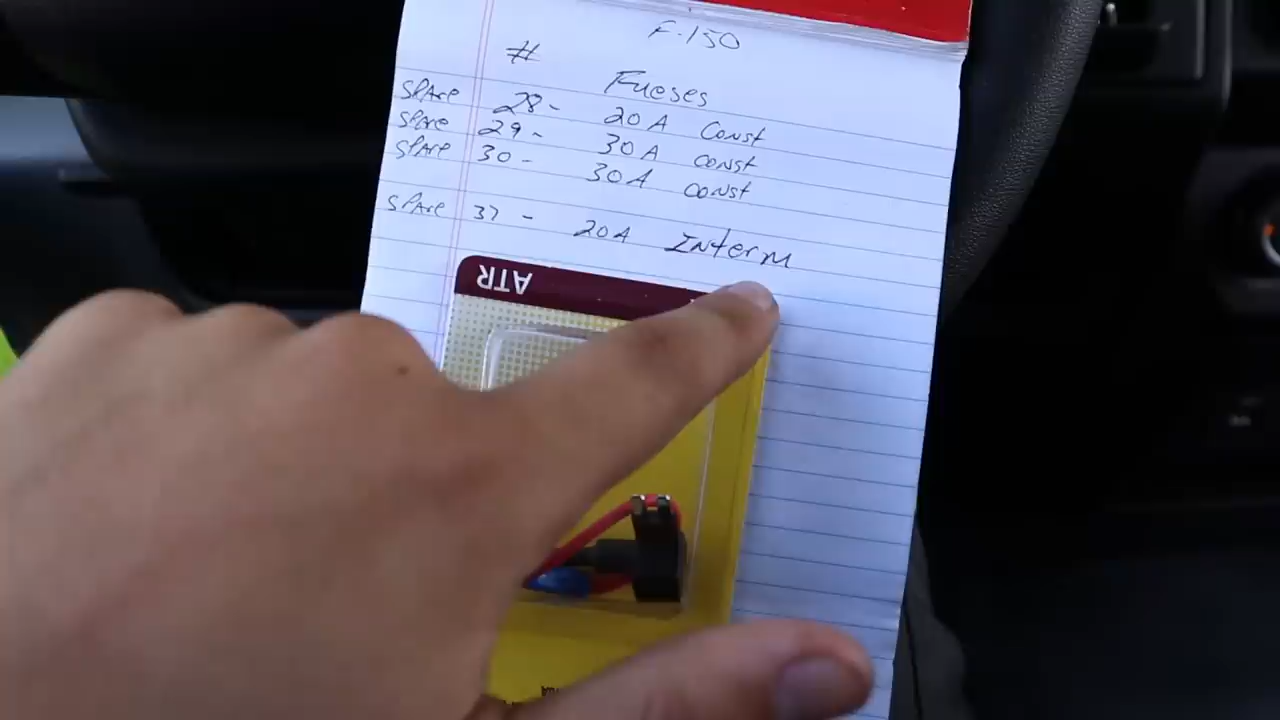 F-150
# Fueses
SPARE 28- 20A Const
SPARE 29- 30A Const
SPARE 30- 30A Const
SPARE 37- 20A Interm
ATR